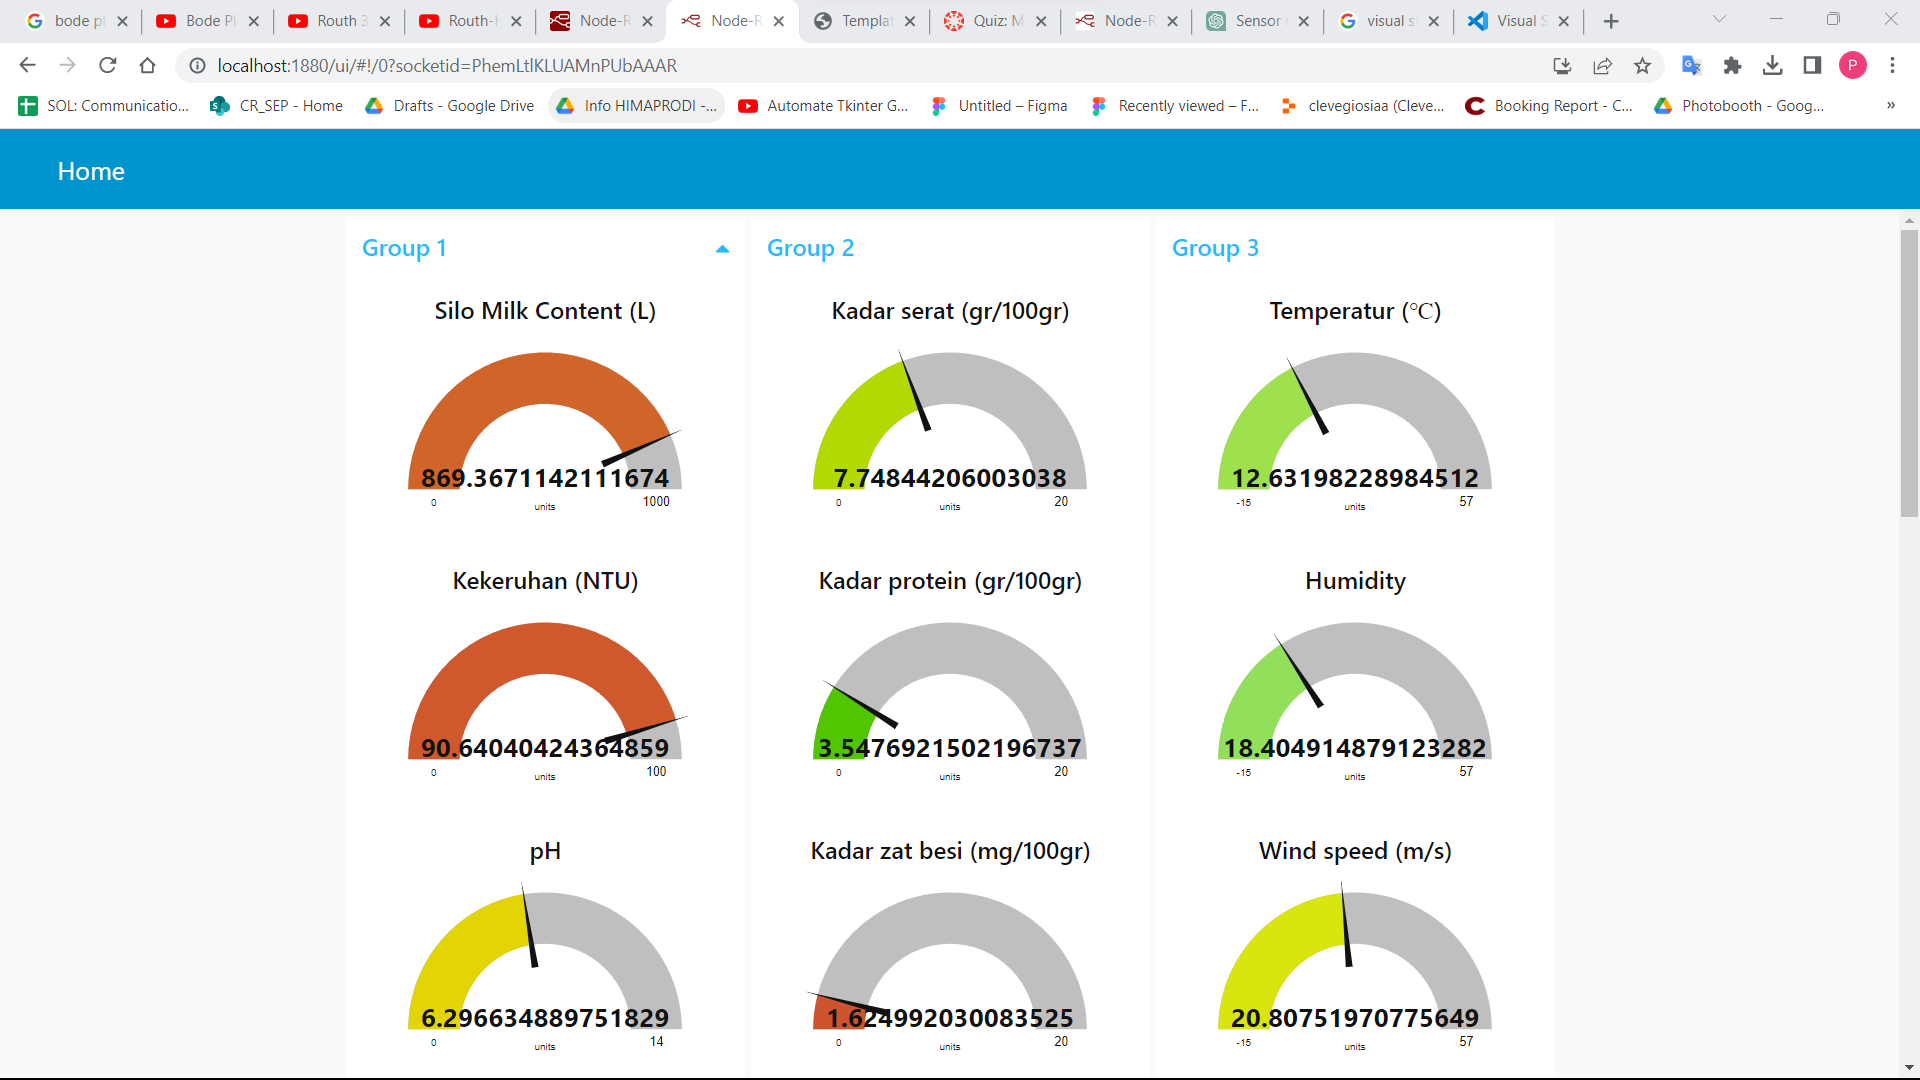 bode pl
Bode Pl
Routh 3
Routh-H
Node-R
Node-R
Templat
Quiz: M
Node-R
Sensor
visual st
Visual S
localhost:1880/ui/#!/0?socketid=PhemLtlKLUAMnPUbAAAR
P
SOL: Communicatio...
CR_SEP - Home
Drafts - Google Drive
Info HIMAPRODI -...
Automate Tkinter G...
Untitled – Figma
Recently viewed – F...
clevegiosiaa (Cleve...
Booking Report - C...
Photobooth - Goog...
»
Home
Group 1
Silo Milk Content (L)
869.3671142111674
0
units
1000
Kekeruhan (NTU)
90.64040424364859
0
units
100
pH
6.296634889751829
0
units
14
Group 2
Kadar serat (gr/100gr)
7.74844206003038
0
units
20
Kadar protein (gr/100gr)
3.5476921502196737
0
units
20
Kadar zat besi (mg/100gr)
1.624992030083525
0
units
20
Group 3
Temperatur (℃)
12.63198228984512
-15
units
57
Humidity
18.404914879123282
-15
units
57
Wind speed (m/s)
20.80751970775649
-15
units
57